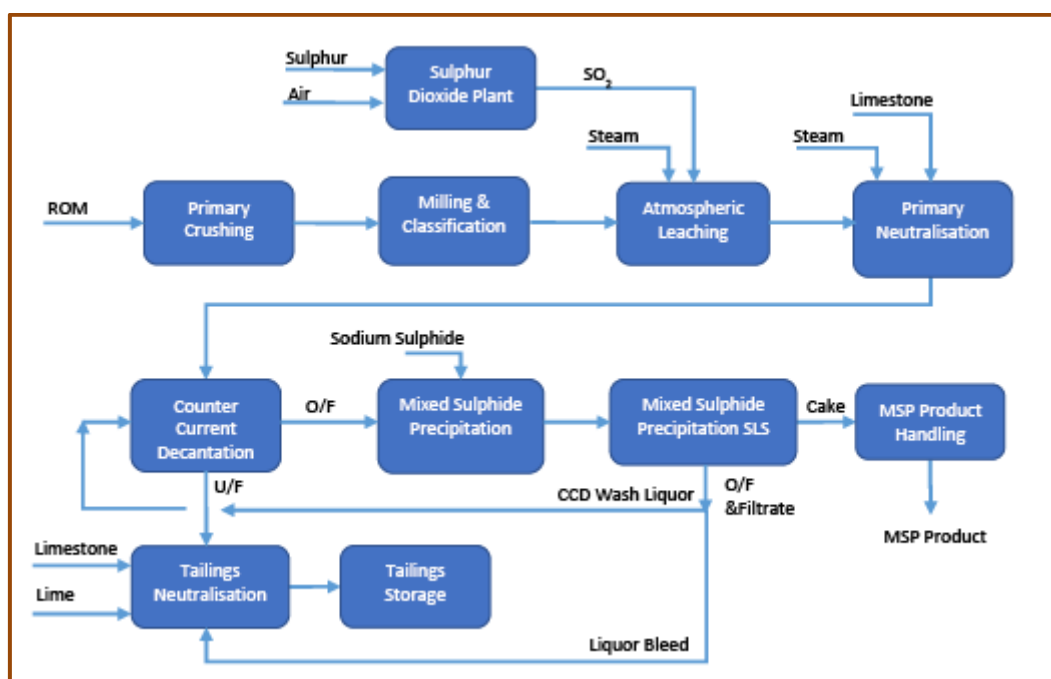 Sulphur
Air
Sulphur
Dioxide Plant
SO2
Steam
Steam
Limestone
ROM
Primary
Crushing
Milling &
Classification
Atmospheric
Leaching
Primary
Neutralisation
Sodium Sulphide
Counter
Current
Decantation
O/F
Mixed Sulphide
Precipitation
Mixed Sulphide
Precipitation SLS
Cake
MSP Product
Handling
U/F
CCD Wash Liquor
O/F
&Filtrate
MSP Product
Limestone
Lime
Tailings
Neutralisation
Tailings
Storage
Liquor Bleed